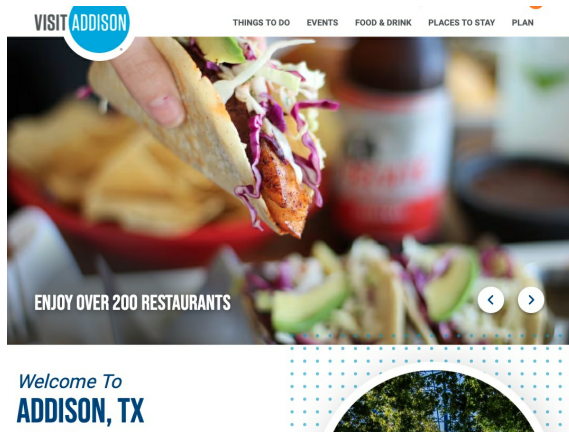 VISIT ADDISON
THINGS TO DO EVENTS FOOD & DRINK PLACES TO STAY PLAN
ENJOY OVER 200 RESTAURANTS
Welcome To
ADDISON, TX